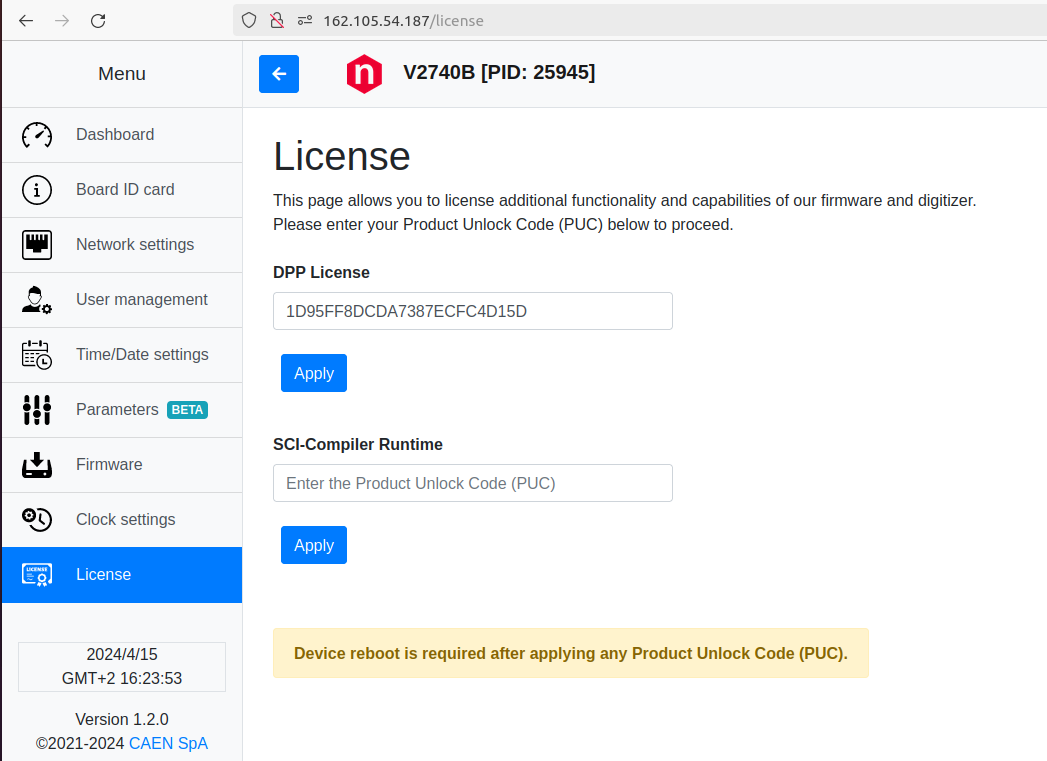 162.105.54.187/license
Menu
V2740B [PID: 25945]
Dashboard
Board ID card
Network settings
User management
Time/Date settings
Parameters BETA
Firmware
Clock settings
LICENSE
License
2024/4/15
GMT+2 16:23:53
Version 1.2.0
©2021-2024 CAEN SpA
License
This page allows you to license additional functionality and capabilities of our firmware and digitizer.
Please enter your Product Unlock Code (PUC) below to proceed.
DPP License
1D95FF8DCDA7387ECFC4D15D
Apply
SCI-Compiler Runtime
Enter the Product Unlock Code (PUC)
Apply
Device reboot is required after applying any Product Unlock Code (PUC).